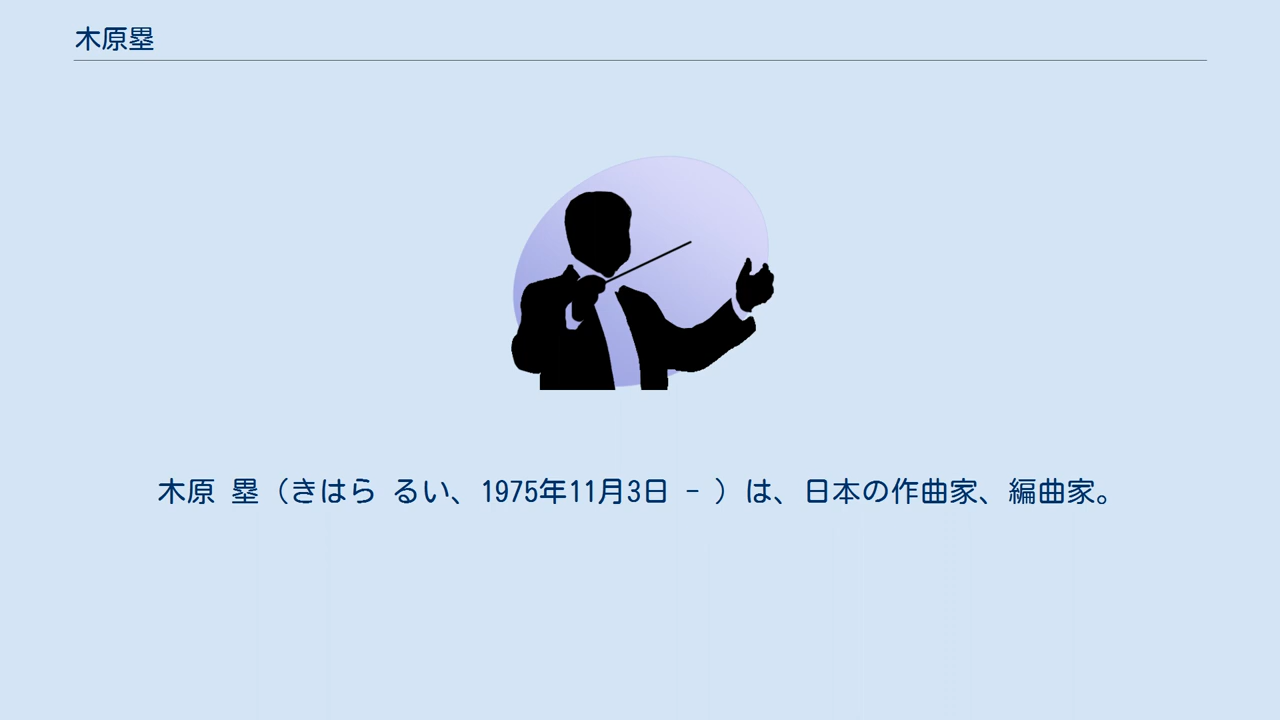 木原塁
木原 塁（きはら るい、1975年11月3日 - ）は、日本の作曲家、編曲家。